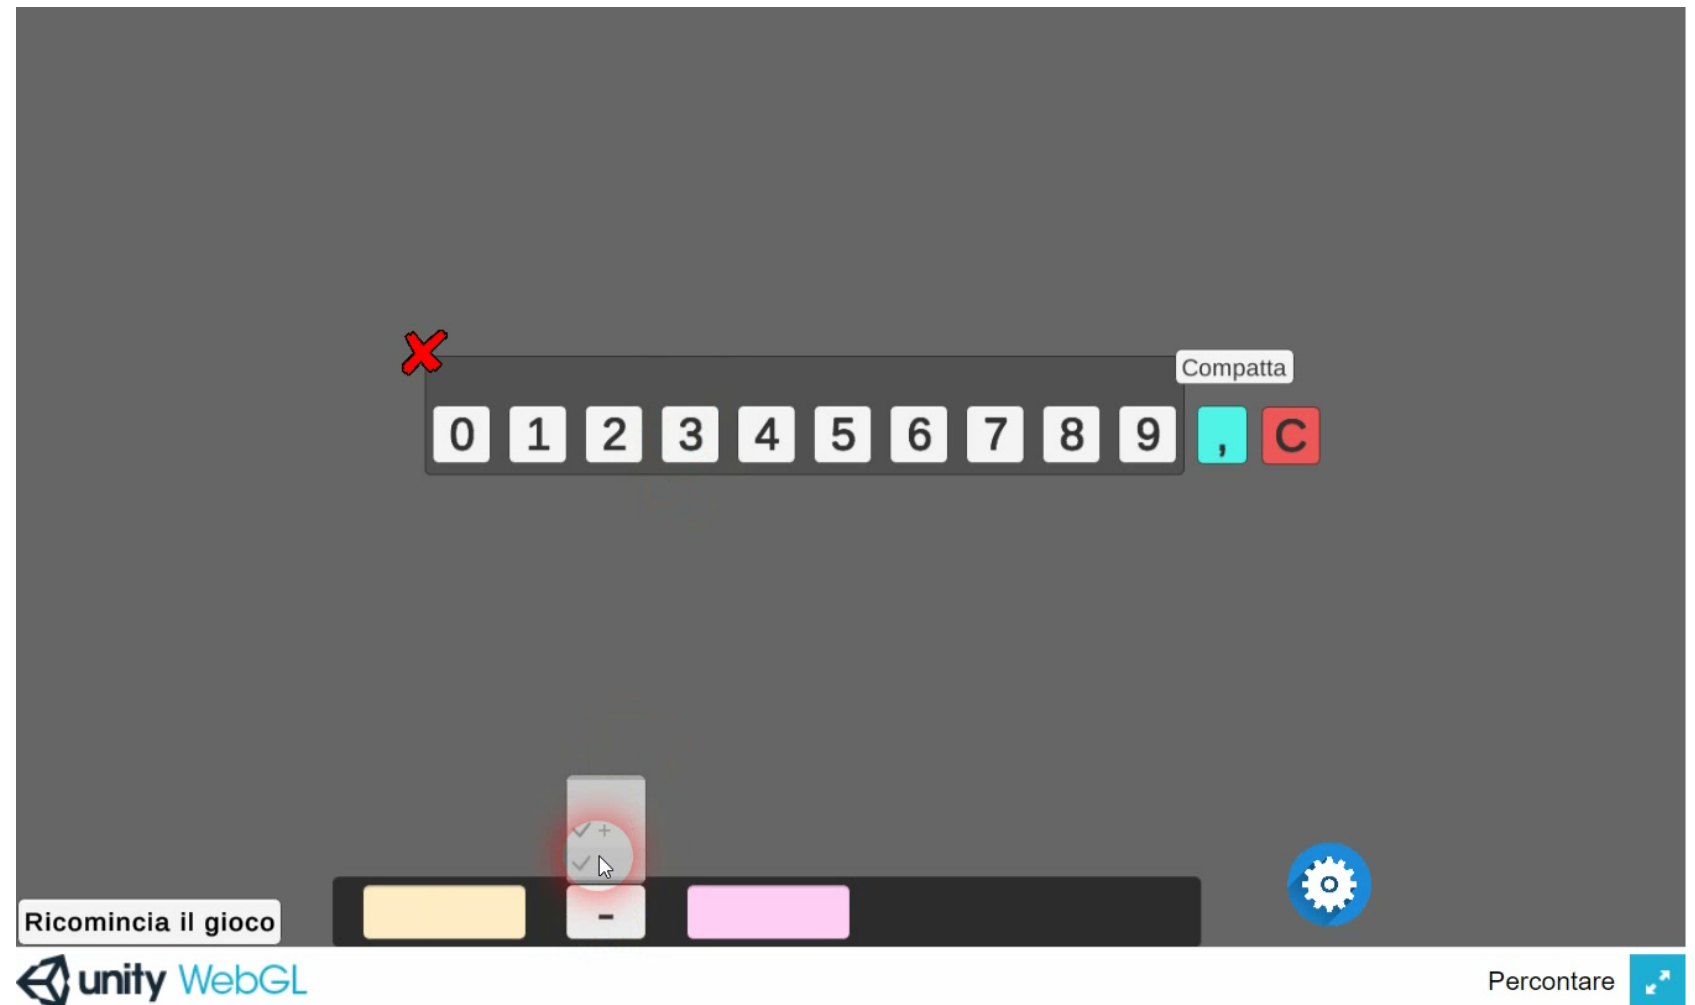 Compatta
0 1 2 3 4 5 6 7 8 9 , C
+
-
Ricomincia il gioco
unity WebGL
Percontare